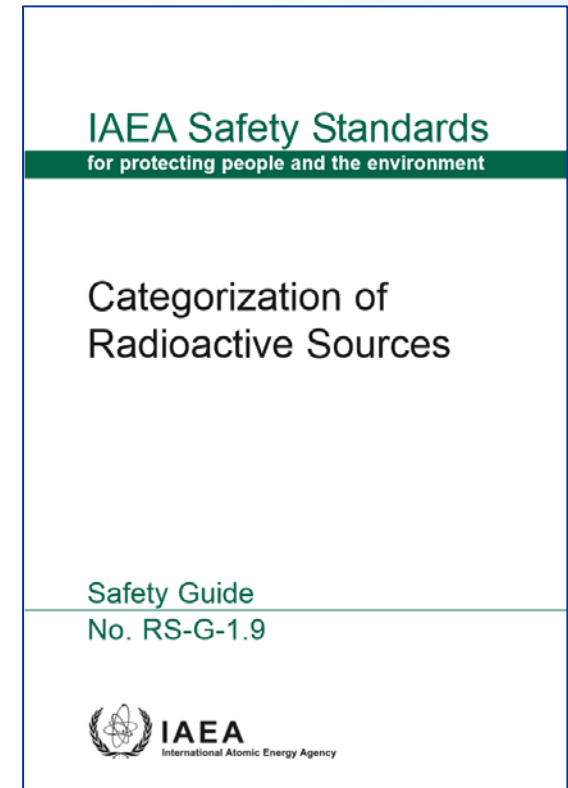 IAEA Safety Standards
for protecting people and the environment
Categorization of
Radioactive Sources
Safety Guide
No. RS-G-1.9
IAEA
International Atomic Energy Agency